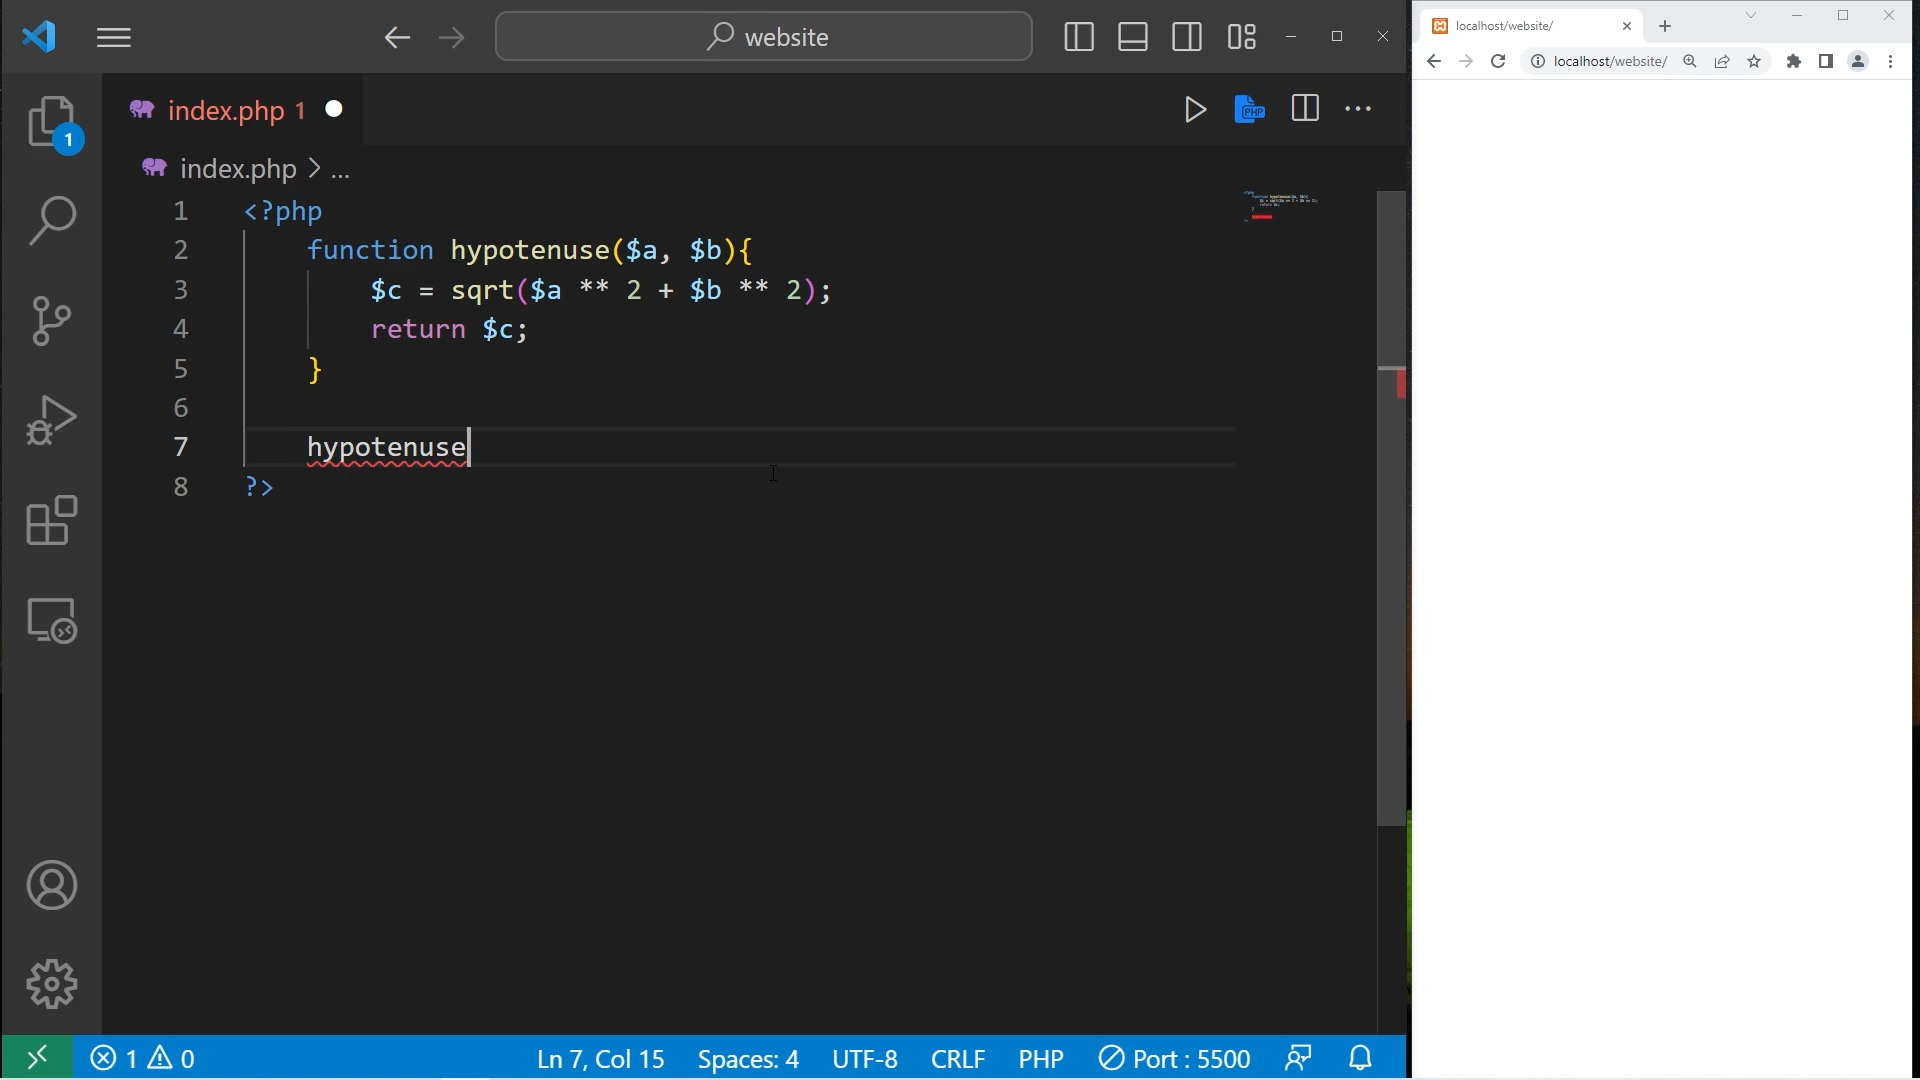 website
index.php 1
index.php > ...
1 <?php
2 function hypotenuse($a, $b){
3 $c = sqrt($a ** 2 + $b ** 2);
4 return $c;
5 }
6
7 hypotenuse
8 ?>
1
PHP
1 0
Ln 7, Col 15 Spaces: 4 UTF-8 CRLF PHP Port : 5500
localhost/website/
localhost/website/